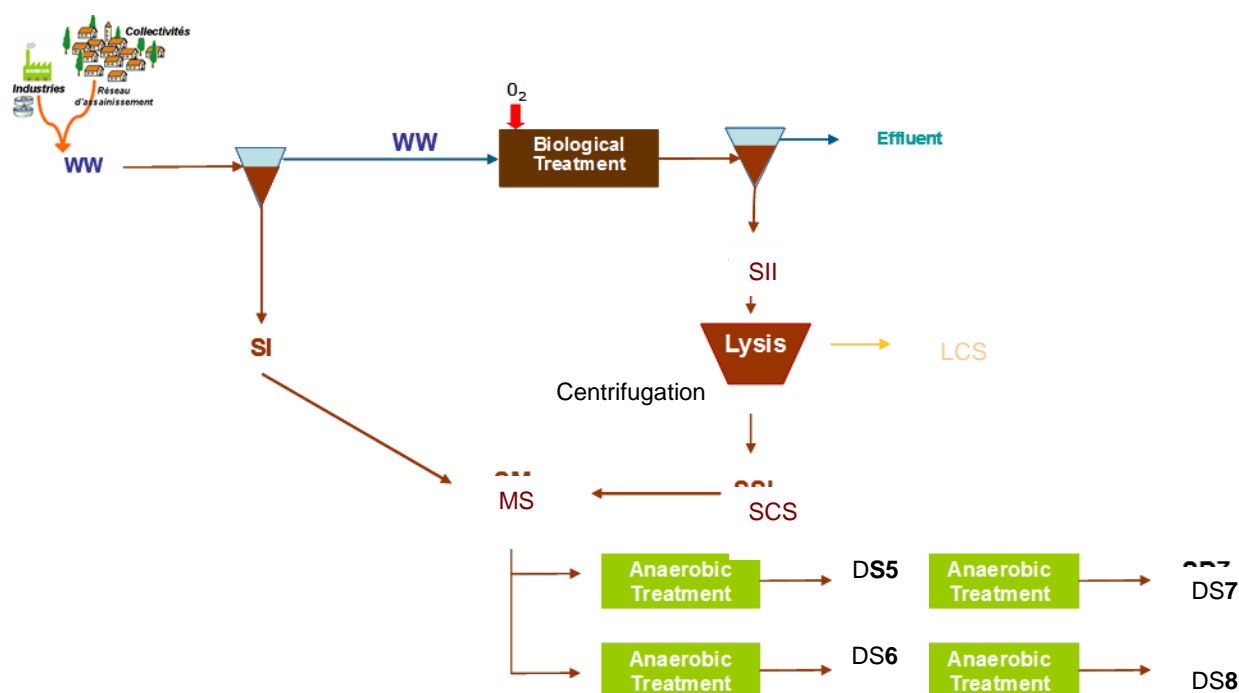 Collectivités
Industries
Réseau
d'assainissement
WW
WW
O₂
Biological
Treatment
Effluent
SII
SI
Lysis
LCS
Centrifugation
MS
SCS
Anaerobic
Treatment
DS5
Anaerobic
Treatment
DS7
Anaerobic
Treatment
DS6
Anaerobic
Treatment
DS8